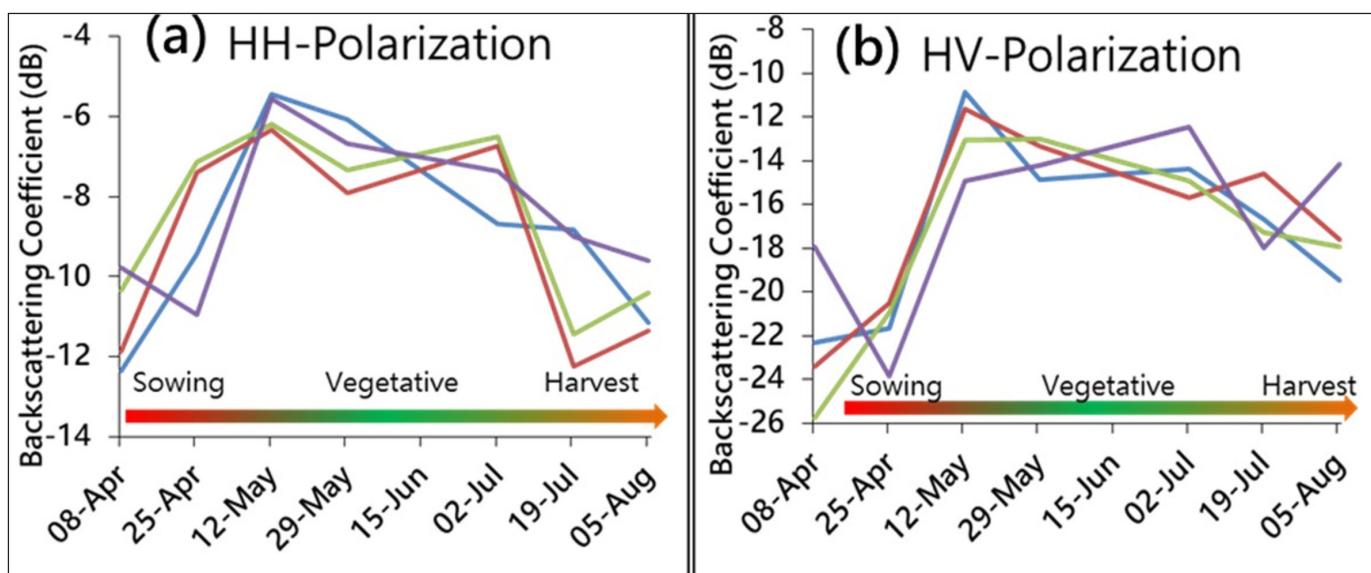 (a) HH-Polarization
Backscattering Coefficient (dB)
-4
-6
-8
-10
-12
-14
Sowing Vegetative Harvest
08-Apr 25-Apr 12-May 29-May 15-Jun 02-Jul 19-Jul 05-Aug
(b) HV-Polarization
Backscattering Coefficient (dB)
-8
-10
-12
-14
-16
-18
-20
-22
-24
-26
Sowing Vegetative Harvest
08-Apr 25-Apr 12-May 29-May 15-Jun 02-Jul 19-Jul 05-Aug